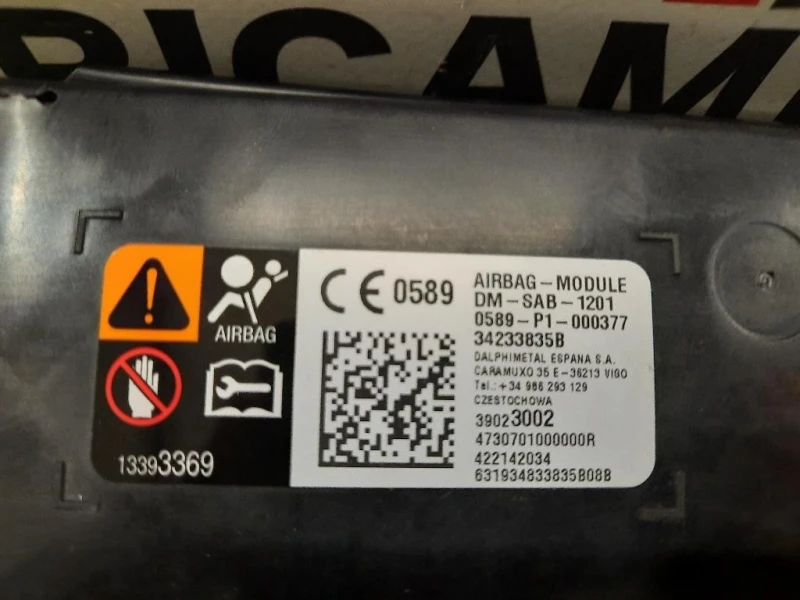 RICAM
AIRBAG
13393369
CE 0589
AIRBAG-MODULE
DM-SAB-1201
0589-P1-000377
34233835B
DALPHIMETAL ESPANA S.A.
CARAMUXO 35 E-36213 VIGO
Tel.:+34 986 293 129
CZESTOCHOWA
39023002
4730701000000R
422142034
631934833835B08B